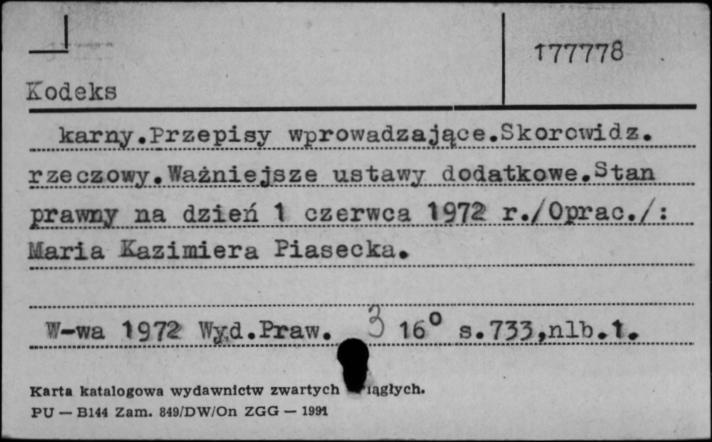 177778
Kodeks
karny.Przepisy wprowadzające.Skorowidz.
rzeczowy.Ważniejsze ustawy dodatkowe.Stan
prawny na dzień 1 czerwca 1972 r./Oprac./:
Maria Kazimiera Piasecka.
W-wa 1972 Wyd.Praw. 3 16° s.733,nlb.1.
Karta katalogowa wydawnictw zwartych iągłych.
PU — B144 Zam. 849/DW/On ZGG — 1991